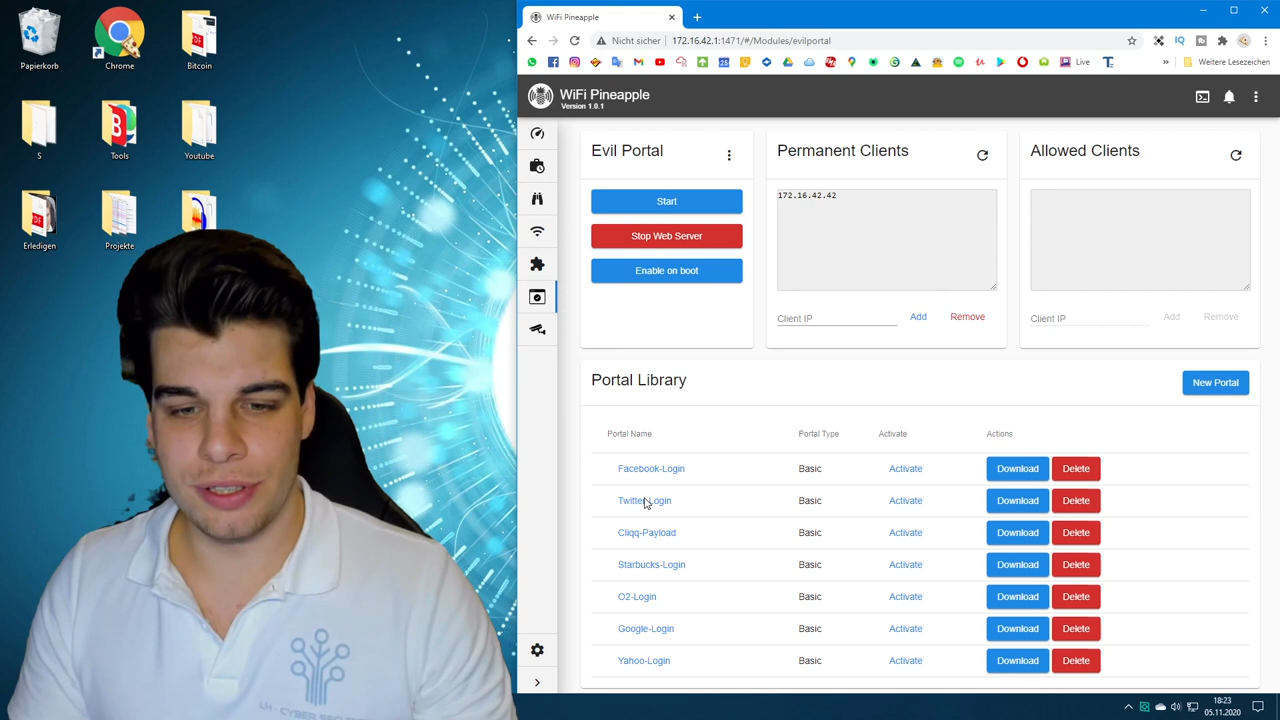 Papierkorb
Chrome
Bitcoin
S
Tools
Youtube
PDF
Erledigen
Projekte
WiFi Pineapple
Nicht sicher
172.16.42.1:1471/#/Modules/evilportal
Live
Weitere Lesezeichen
WiFi Pineapple
Version 1.0.1
Evil Portal
Start
Stop Web Server
Enable on boot
Permanent Clients
172.16.42.42
Client IP
Add
Remove
Allowed Clients
Client IP
Add
Remove
Portal Library
New Portal
Portal Name Portal Type Activate Actions
Facebook-Login Basic Activate Download Delete
Twitter-Login Basic Activate Download Delete
Cliqq-Payload Basic Activate Download Delete
Starbucks-Login Basic Activate Download Delete
O2-Login Basic Activate Download Delete
Google-Login Basic Activate Download Delete
Yahoo-Login Basic Activate Download Delete
18:23
05.11.2020